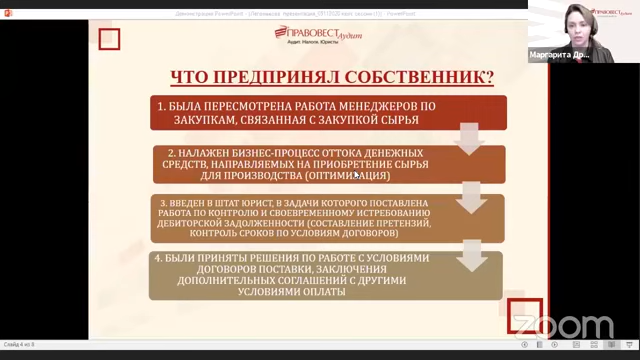 ПРАВОВЕСТ Аудит
Аудит. Налоги. Юристы
ПРАВОВЕСТ Аудит
Маргарита Др...
ЧТО ПРЕДПРИНЯЛ СОБСТВЕННИК?
1. БЫЛА ПЕРЕСМОТРЕНА РАБОТА МЕНЕДЖЕРОВ ПО
ЗАКУПКАМ, СВЯЗАННАЯ С ЗАКУПКОЙ СЫРЬЯ
2. НАЛАЖЕН БИЗНЕС-ПРОЦЕСС ОТТОКА ДЕНЕЖНЫХ
СРЕДСТВ, НАПРАВЛЯЕМЫХ НА ПРИОБРЕТЕНИЕ СЫРЬЯ
ДЛЯ ПРОИЗВОДСТВА (ОПТИМИЗАЦИЯ)
3. ВВЕДЕН В ШТАТ ЮРИСТ, В ЗАДАЧИ КОТОРОГО ПОСТАВЛЕНА
РАБОТА ПО КОНТРОЛЮ И СВОЕВРЕМЕННОМУ ИСТРЕБОВАНИЮ
ДЕБИТОРСКОЙ ЗАДОЛЖЕННОСТИ (СОСТАВЛЕНИЕ ПРЕТЕНЗИЙ,
КОНТРОЛЬ СРОКОВ ПО УСЛОВИЯМ ДОГОВОРОВ)
4. БЫЛИ ПРИНЯТЫ РЕШЕНИЯ ПО РАБОТЕ С УСЛОВИЯМИ
ДОГОВОРОВ ПОСТАВКИ, ЗАКЛЮЧЕНИЯ
ДОПОЛНИТЕЛЬНЫХ СОГЛАШЕНИЙ С ДРУГИМИ
УСЛОВИЯМИ ОПЛАТЫ
zoom
Слайд 4 из 8